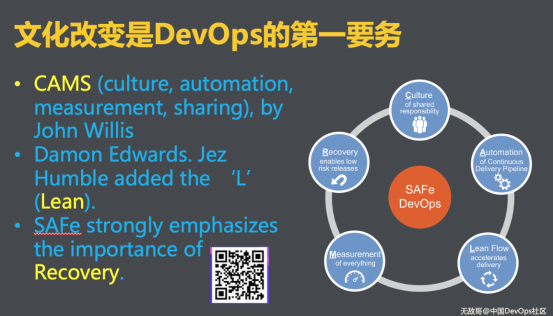 文化改变是DevOps的第一要务
• CAMS (culture, automation,
measurement, sharing), by
John Willis
• Damon Edwards. Jez
Humble added the ‘L’
(Lean).
• SAFe strongly emphasizes
the importance of
Recovery.
Culture
of shared
responsiblity
Automation
of Continuous
Delivery Pipeline
Lean Flow
accelerates
delivery
Measurement
of everything
Recovery
enables low
risk releases
SAFe
DevOps
无敌哥@中国DevOps社区